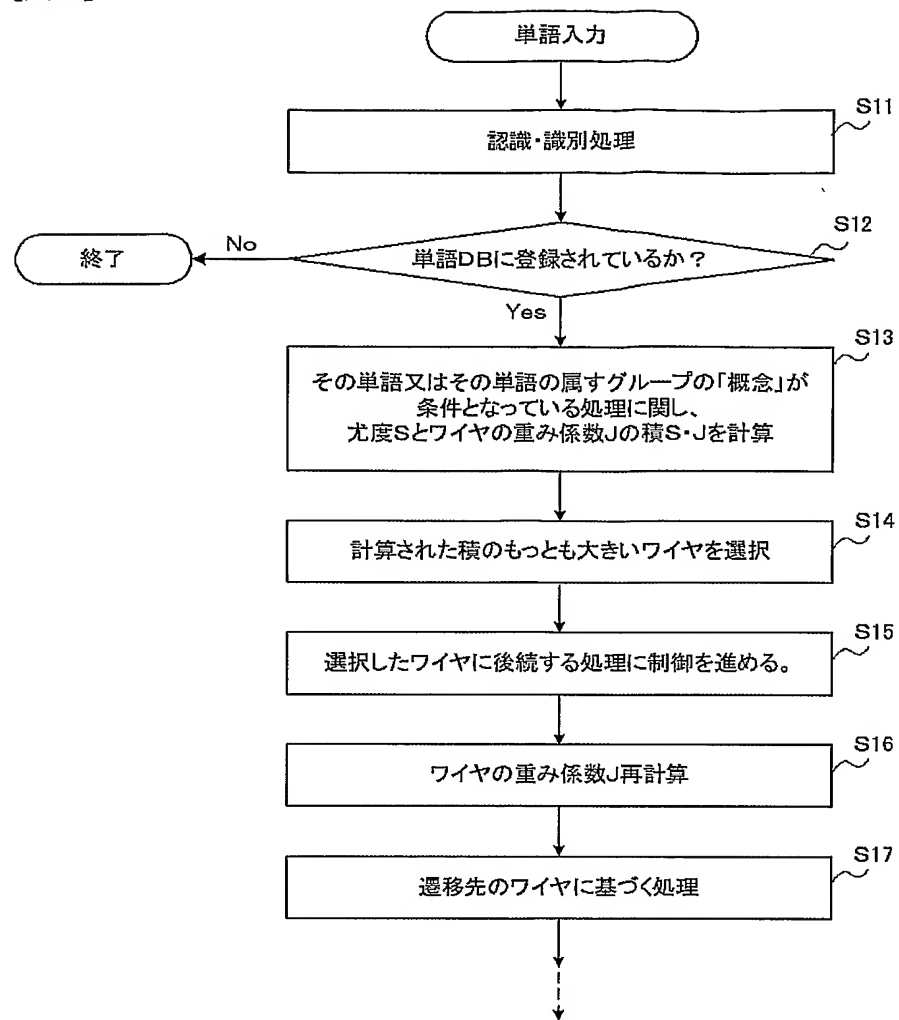 単語入力
S11
認識・識別処理
S12
単語DBに登録されているか?
No
終了
Yes
S13
その単語又はその単語の属すグループの「概念」が
条件となっている処理に関し、
尤度Sとワイヤの重み係数Jの積S・Jを計算
S14
計算された積のもっとも大きいワイヤを選択
S15
選択したワイヤに後続する処理に制御を進める。
S16
ワイヤの重み係数J再計算
S17
遷移先のワイヤに基づく処理